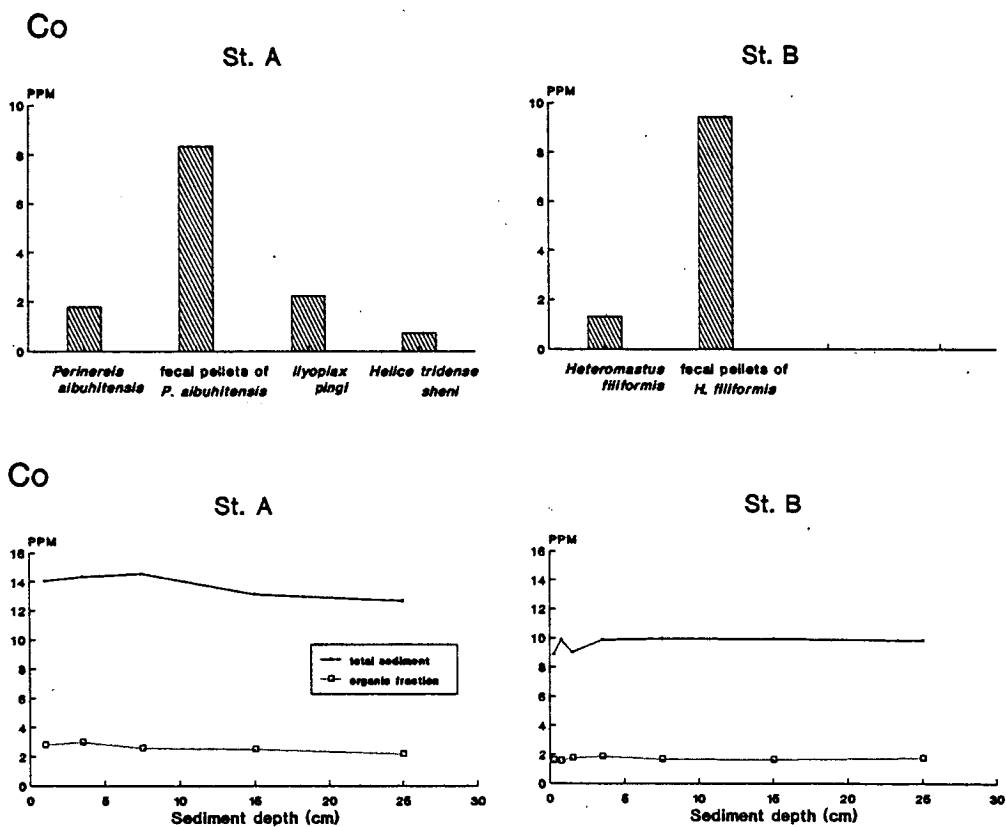 Co
St. A
PPM
10
8
6
4
2
0
Perinereis aibuhitensis
fecal pellets of P. aibuhitensis
Ilyoplax pingi
Helice tridense sheni
St. B
PPM
10
8
6
4
2
0
Heteromastus filiformis
fecal pellets of H. filiformis
Co
St. A
PPM
16
14
12
10
8
6
4
2
0
total sediment
organic fraction
0 5 10 15 20 25 30
Sediment depth (cm)
St. B
PPM
16
14
12
10
8
6
4
2
0
0 5 10 15 20 25 30
Sediment depth (cm)